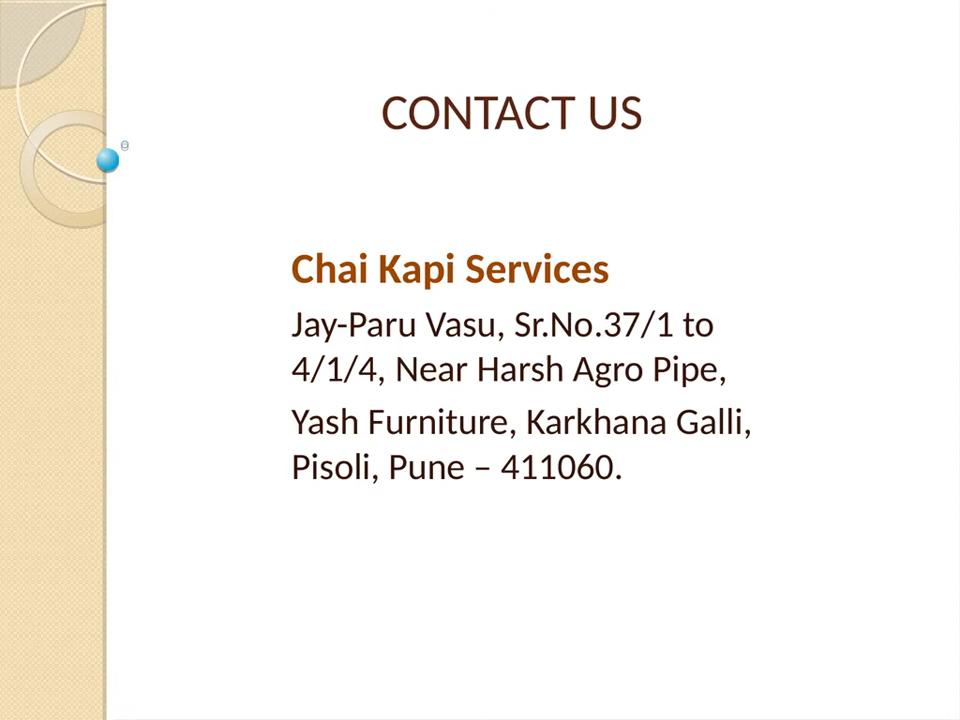 CONTACT US
Chai Kapi Services
Jay-Paru Vasu, Sr.No.37/1 to
4/1/4, Near Harsh Agro Pipe,
Yash Furniture, Karkhana Galli,
Pisoli, Pune – 411060.